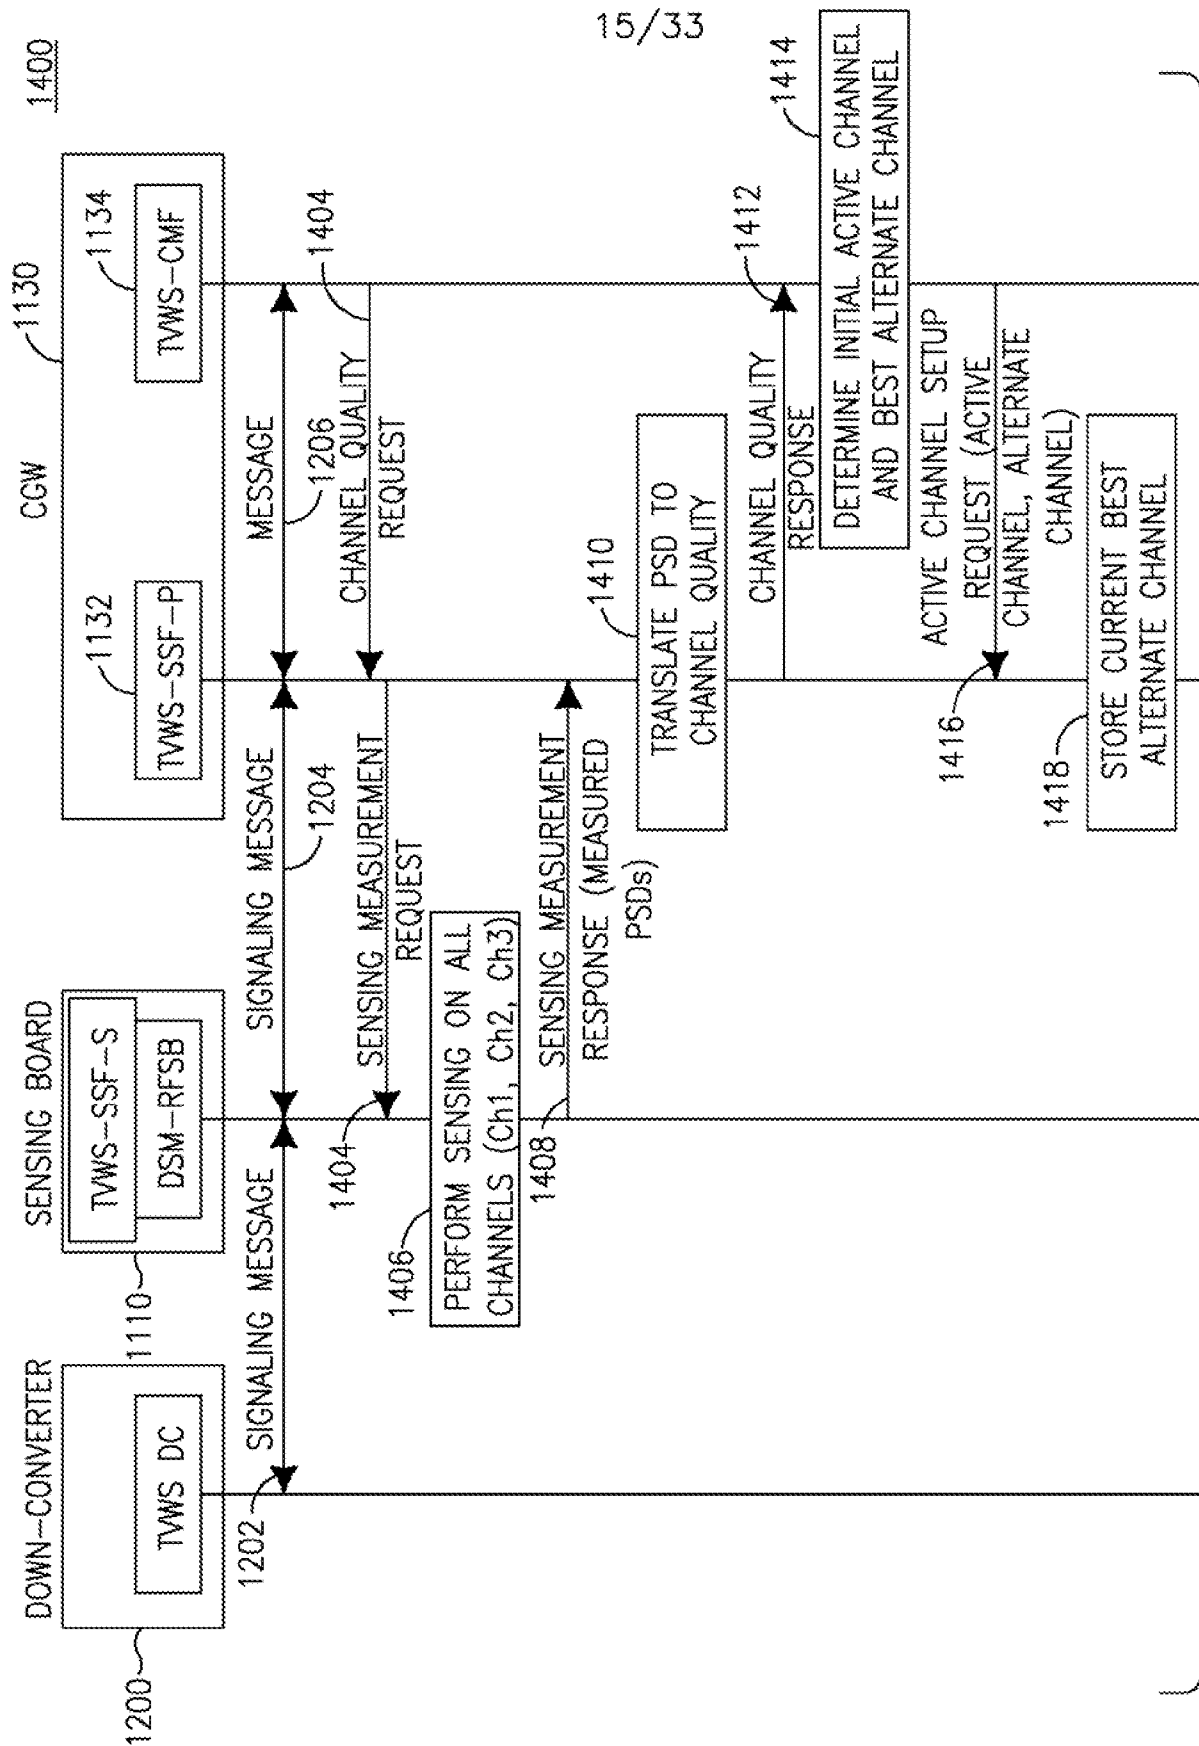 15/33
1400
DOWN-CONVERTER
SENSING BOARD
CGW
1130
1200
1110
1132
1134
TVWS DC
TVWS-SSF-S
DSM-RFSB
TVWS-SSF-P
TVWS-CMF
SIGNALING MESSAGE
SIGNALING MESSAGE
MESSAGE
1202
1204
1206
1404
CHANNEL QUALITY
REQUEST
1404
SENSING MEASUREMENT
REQUEST
1406
PERFORM SENSING ON ALL
CHANNELS (Ch1, Ch2, Ch3)
1408
SENSING MEASUREMENT
RESPONSE (MEASURED
PSDs)
1410
TRANSLATE PSD TO
CHANNEL QUALITY
1412
CHANNEL QUALITY
RESPONSE
1414
DETERMINE INITIAL ACTIVE CHANNEL
AND BEST ALTERNATE CHANNEL
ACTIVE CHANNEL SETUP
REQUEST (ACTIVE
CHANNEL, ALTERNATE
CHANNEL)
1416
1418
STORE CURRENT BEST
ALTERNATE CHANNEL